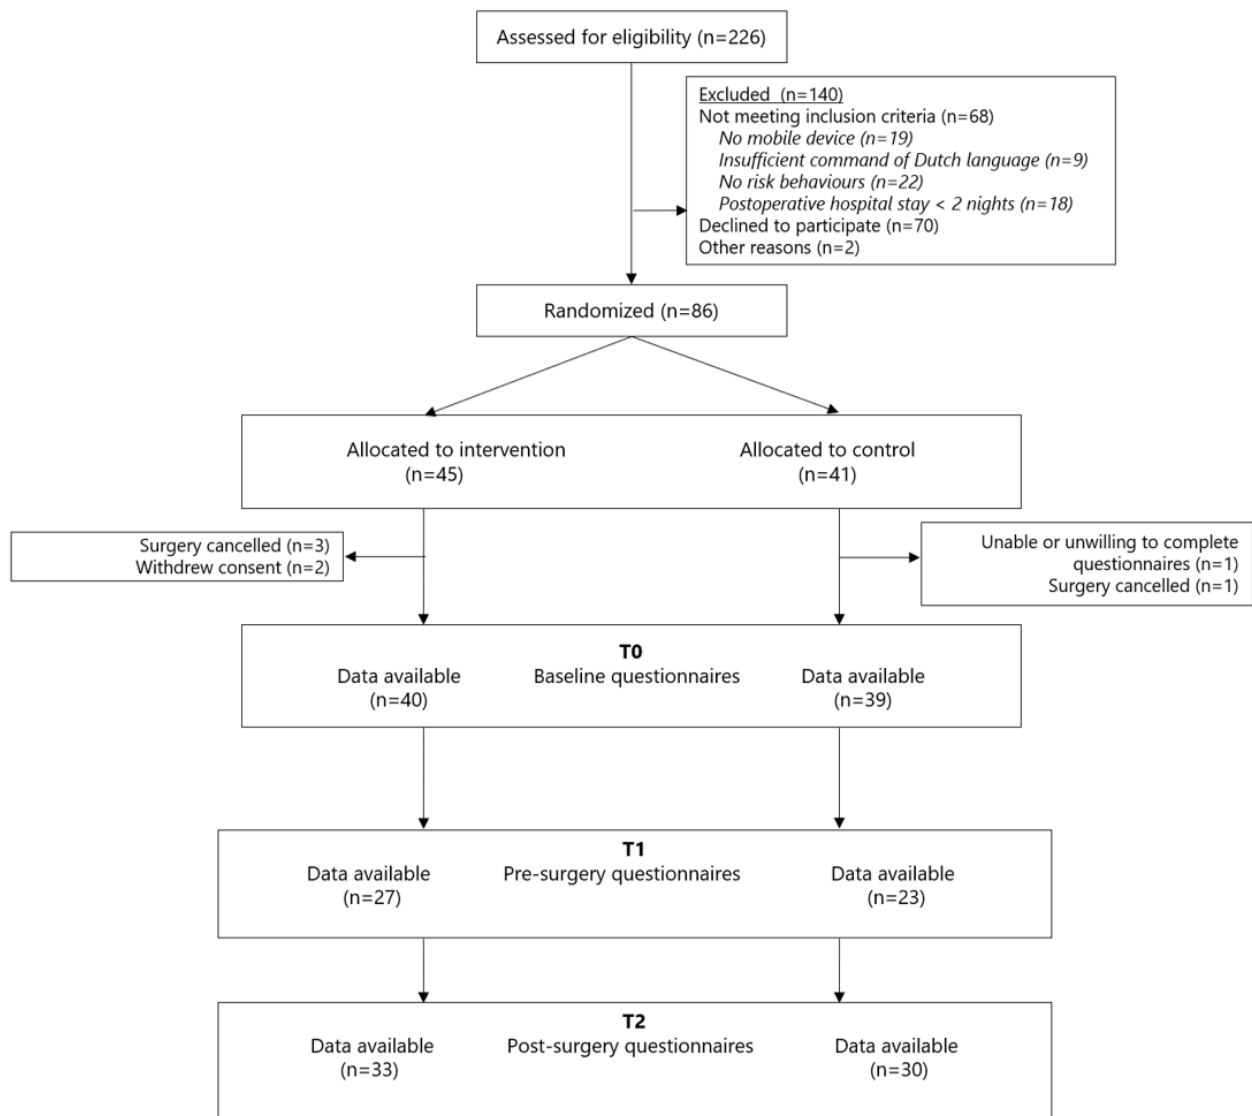 Assessed for eligibility (n=226)
Excluded (n=140)
Not meeting inclusion criteria (n=68)
No mobile device (n=19)
Insufficient command of Dutch language (n=9)
No risk behaviours (n=22)
Postoperative hospital stay < 2 nights (n=18)
Declined to participate (n=70)
Other reasons (n=2)
Randomized (n=86)
Allocated to intervention
(n=45)
Allocated to control
(n=41)
Surgery cancelled (n=3)
Withdrew consent (n=2)
Unable or unwilling to complete
questionnaires (n=1)
Surgery cancelled (n=1)
T0
Data available
(n=40)
Baseline questionnaires
Data available
(n=39)
T1
Data available
(n=27)
Pre-surgery questionnaires
Data available
(n=23)
T2
Data available
(n=33)
Post-surgery questionnaires
Data available
(n=30)